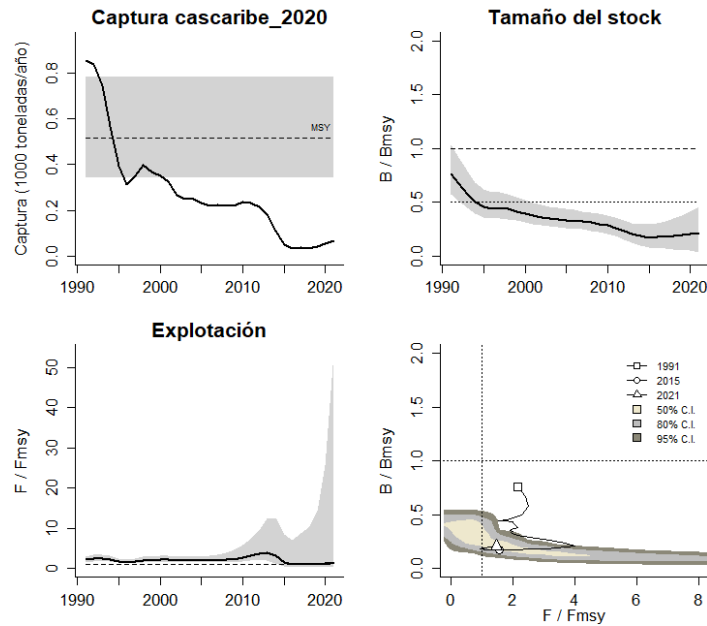 Captura cascaribe_2020
Captura (1000 toneladas/año)
0.0 0.2 0.4 0.6 0.8
MSY
1990 2000 2010 2020
Tamaño del stock
B / Bmsy
0.0 0.5 1.0 1.5 2.0
1990 2000 2010 2020
Explotación
F / Fmsy
0 10 20 30 40 50
1990 2000 2010 2020
B / Bmsy
0.0 0.5 1.0 1.5 2.0
1991
2015
2021
50% C.I.
80% C.I.
95% C.I.
0 2 4 6 8
F / Fmsy